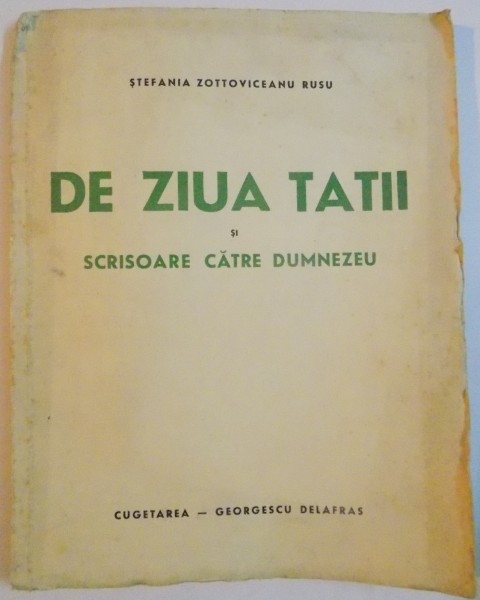 ŞTEFANIA ZOTTOVICEANU RUSU
DE ZIUA TATII
ŞI
SCRISOARE CĂTRE DUMNEZEU
CUGETAREA — GEORGESCU DELAFRAS